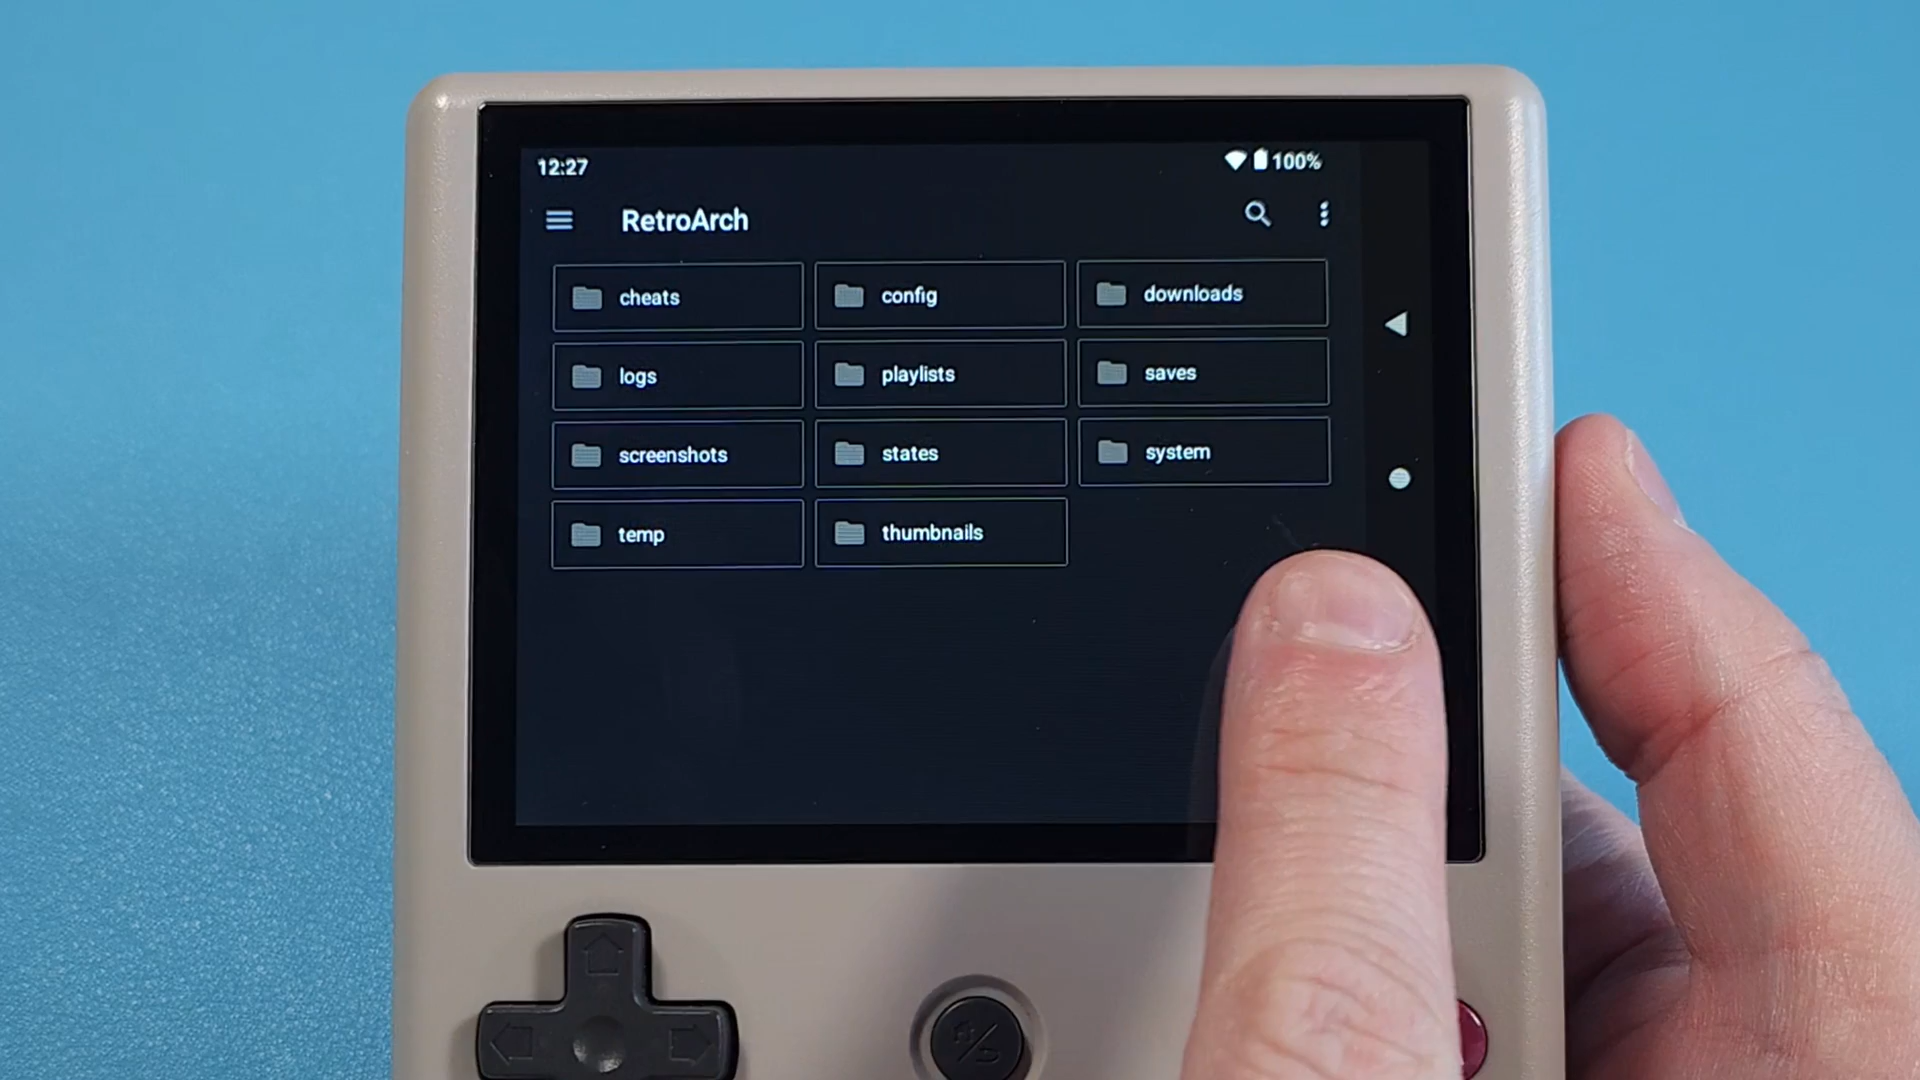 12:27
100%
RetroArch
cheats
config
downloads
logs
playlists
saves
screenshots
states
system
temp
thumbnails